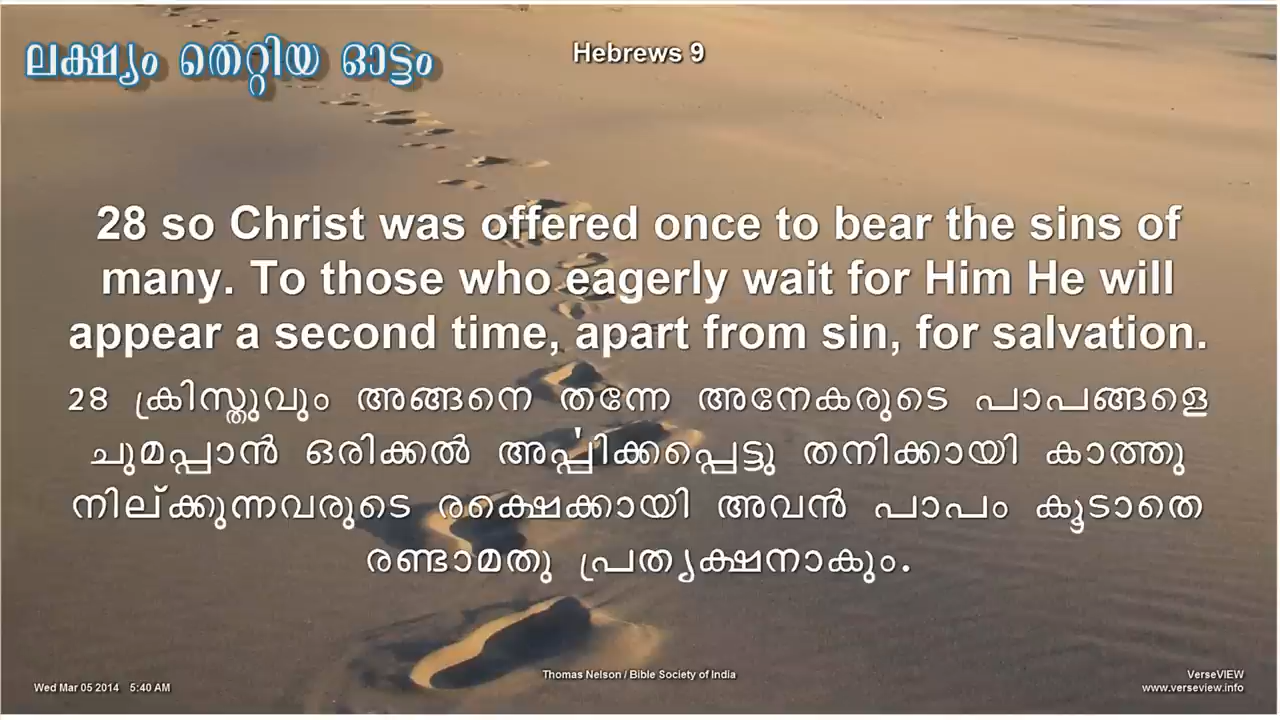 ലക്ഷ്യം തെറ്റിയ ഓട്ടം
Hebrews 9
28 so Christ was offered once to bear the sins of
many. To those who eagerly wait for Him He will
appear a second time, apart from sin, for salvation.
28 ക്രിസ്തുവും അങ്ങനെ തന്നേ അനേകരുടെ പാപങ്ങളെ
ചുമപ്പാൻ ഒരിക്കൽ അൎപ്പിക്കപ്പെട്ടു തനിക്കായി കാത്തു
നില്ക്കുന്നവരുടെ രക്ഷെക്കായി അവൻ പാപം കൂടാതെ
രണ്ടാമതു പ്രത്യക്ഷനാകും.
Thomas Nelson / Bible Society of India
Wed Mar 05 2014 5:40 AM
VerseVIEW
www.verseview.info